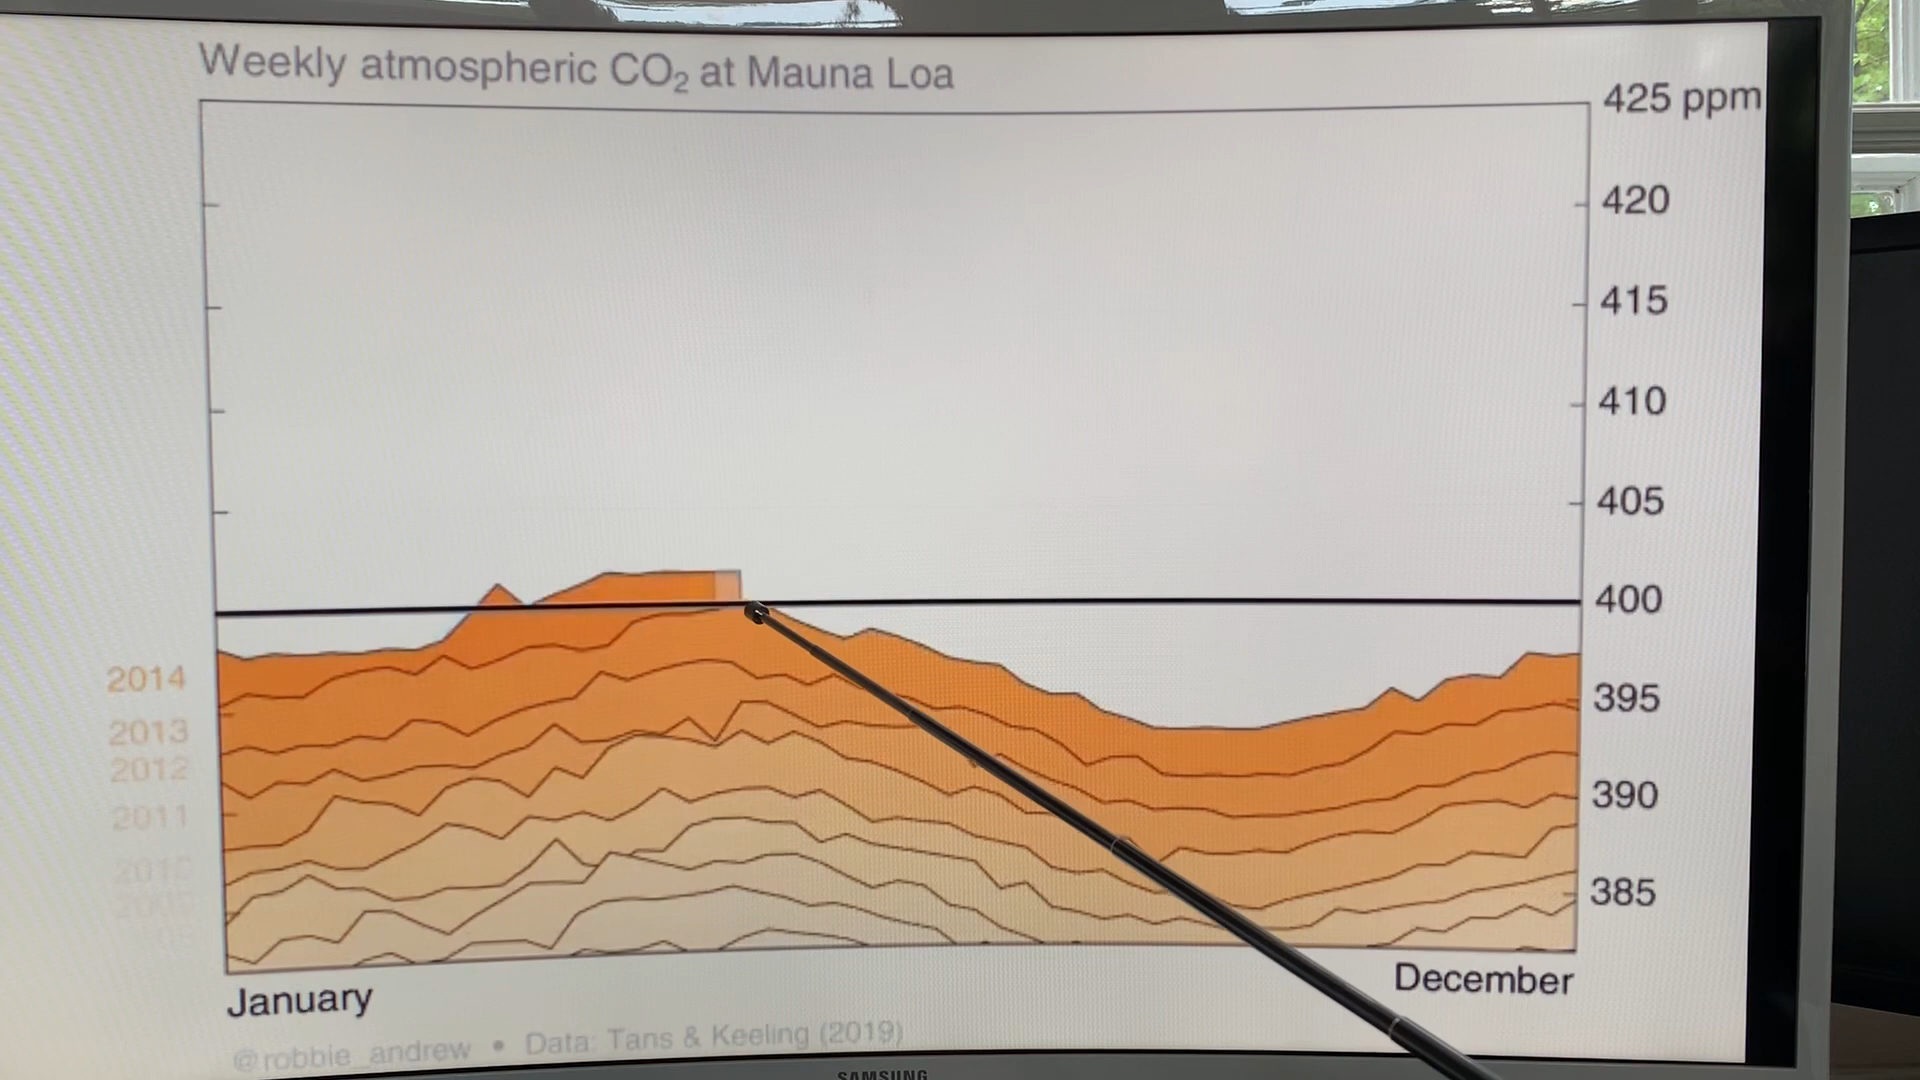 Weekly atmospheric CO₂ at Mauna Loa
425 ppm
420
415
410
405
400
395
390
385
2014
2013
2012
2011
January
December
@robbie_andrew • Data: Tans & Keeling (2019)
SAMSUNG